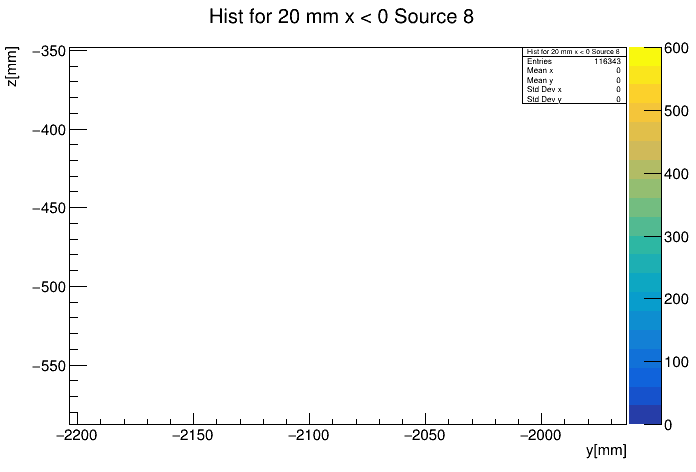 Hist for 20 mm x < 0 Source 8
Hist for 20 mm x < 0 Source 8
Entries 116343
Mean x 0
Mean y 0
Std Dev x 0
Std Dev y 0
z[mm]
−350
−400
−450
−500
−550
600
500
400
300
200
100
0
−2200 −2150 −2100 −2050 −2000
y[mm]